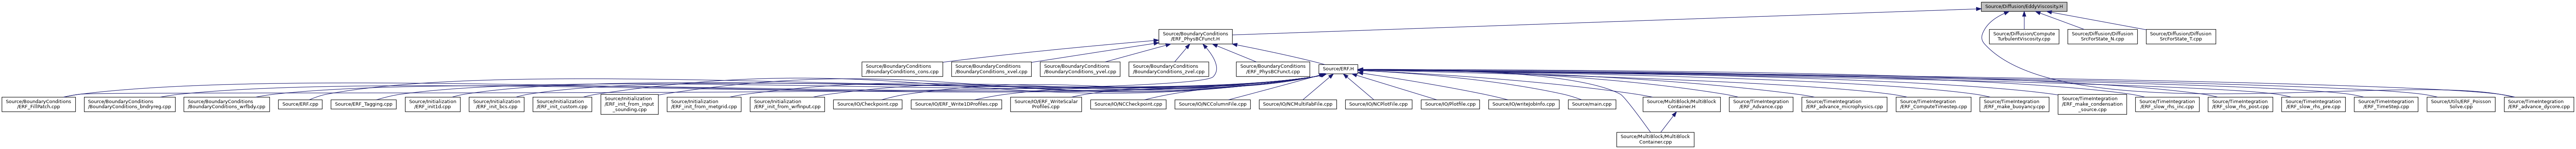 Source/Diffusion/EddyViscosity.H
Source/BoundaryConditions
/ERF_PhysBCFunct.H
Source/Diffusion/Compute
TurbulentViscosity.cpp
Source/Diffusion/Diffusion
SrcForState_N.cpp
Source/Diffusion/Diffusion
SrcForState_T.cpp
Source/BoundaryConditions
/BoundaryConditions_cons.cpp
Source/BoundaryConditions
/BoundaryConditions_xvel.cpp
Source/BoundaryConditions
/BoundaryConditions_yvel.cpp
Source/BoundaryConditions
/BoundaryConditions_zvel.cpp
Source/BoundaryConditions
/ERF_PhysBCFunct.cpp
Source/ERF.H
Source/BoundaryConditions
/ERF_FillPatch.cpp
Source/BoundaryConditions
/BoundaryConditions_bndryreg.cpp
Source/BoundaryConditions
/BoundaryConditions_wrfbdy.cpp
Source/ERF.cpp
Source/ERF_Tagging.cpp
Source/Initialization
/ERF_init1d.cpp
Source/Initialization
/ERF_init_bcs.cpp
Source/Initialization
/ERF_init_custom.cpp
Source/Initialization
/ERF_init_from_input
_sounding.cpp
Source/Initialization
/ERF_init_from_metgrid.cpp
Source/Initialization
/ERF_init_from_wrfinput.cpp
Source/IO/Checkpoint.cpp
Source/IO/ERF_Write1DProfiles.cpp
Source/IO/ERF_WriteScalar
Profiles.cpp
Source/IO/NCCheckpoint.cpp
Source/IO/NCColumnFile.cpp
Source/IO/NCMultiFabFile.cpp
Source/IO/NCPlotFile.cpp
Source/IO/Plotfile.cpp
Source/IO/writeJobInfo.cpp
Source/main.cpp
Source/MultiBlock/MultiBlock
Container.H
Source/TimeIntegration
/ERF_Advance.cpp
Source/TimeIntegration
/ERF_advance_microphysics.cpp
Source/TimeIntegration
/ERF_ComputeTimestep.cpp
Source/TimeIntegration
/ERF_make_buoyancy.cpp
Source/TimeIntegration
/ERF_make_condensation
_source.cpp
Source/TimeIntegration
/ERF_slow_rhs_inc.cpp
Source/TimeIntegration
/ERF_slow_rhs_post.cpp
Source/TimeIntegration
/ERF_slow_rhs_pre.cpp
Source/TimeIntegration
/ERF_TimeStep.cpp
Source/Utils/ERF_Poisson
Solve.cpp
Source/TimeIntegration
/ERF_advance_dycore.cpp
Source/MultiBlock/MultiBlock
Container.cpp